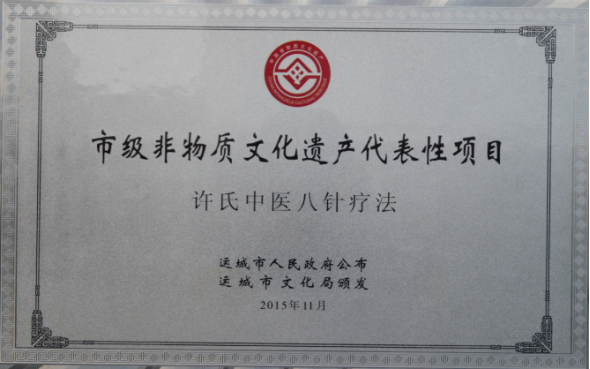 市级非物质文化遗产代表性项目
许氏中医八针疗法
运城市人民政府公布
运城市文化局颁发
2015年11月